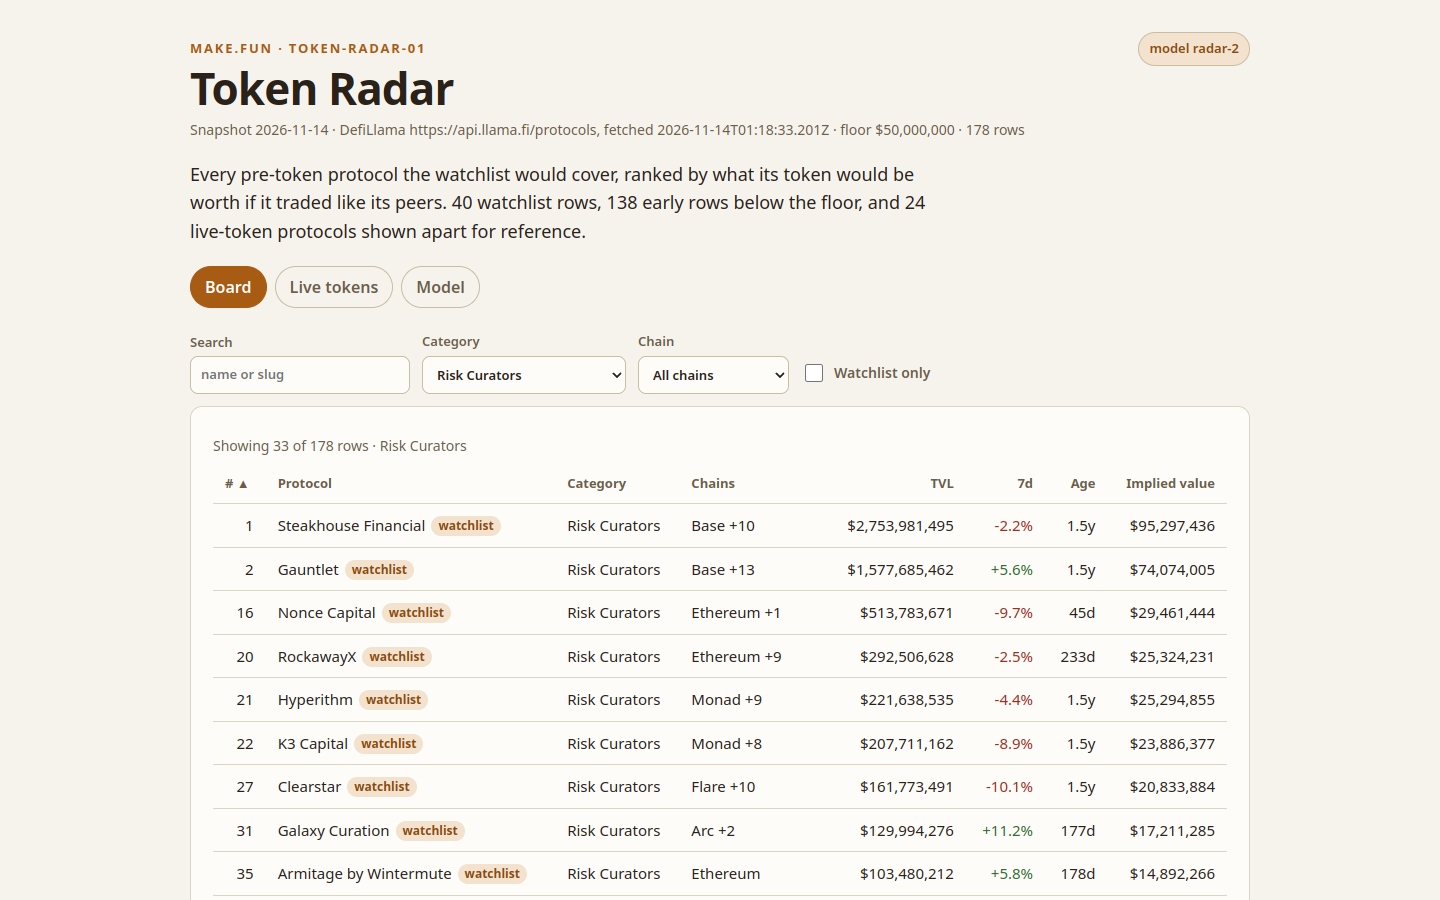 MAKE.FUN · TOKEN-RADAR-01
model radar-2
Token Radar
Snapshot 2026-11-14 · DefiLlama https://api.llama.fi/protocols, fetched 2026-11-14T01:18:33.201Z · floor $50,000,000 · 178 rows
Every pre-token protocol the watchlist would cover, ranked by what its token would be
worth if it traded like its peers. 40 watchlist rows, 138 early rows below the floor, and 24
live-token protocols shown apart for reference.
Board Live tokens Model
Search Category Chain
name or slug Risk Curators All chains Watchlist only
Showing 33 of 178 rows · Risk Curators
# ▲ Protocol Category Chains TVL 7d Age Implied value
1 Steakhouse Financial watchlist Risk Curators Base +10 $2,753,981,495 -2.2% 1.5y $95,297,436
2 Gauntlet watchlist Risk Curators Base +13 $1,577,685,462 +5.6% 1.5y $74,074,005
16 Nonce Capital watchlist Risk Curators Ethereum +1 $513,783,671 -9.7% 45d $29,461,444
20 RockawayX watchlist Risk Curators Ethereum +9 $292,506,628 -2.5% 233d $25,324,231
21 Hyperithm watchlist Risk Curators Monad +9 $221,638,535 -4.4% 1.5y $25,294,855
22 K3 Capital watchlist Risk Curators Monad +8 $207,711,162 -8.9% 1.5y $23,886,377
27 Clearstar watchlist Risk Curators Flare +10 $161,773,491 -10.1% 1.5y $20,833,884
31 Galaxy Curation watchlist Risk Curators Arc +2 $129,994,276 +11.2% 177d $17,211,285
35 Armitage by Wintermute watchlist Risk Curators Ethereum $103,480,212 +5.8% 178d $14,892,266